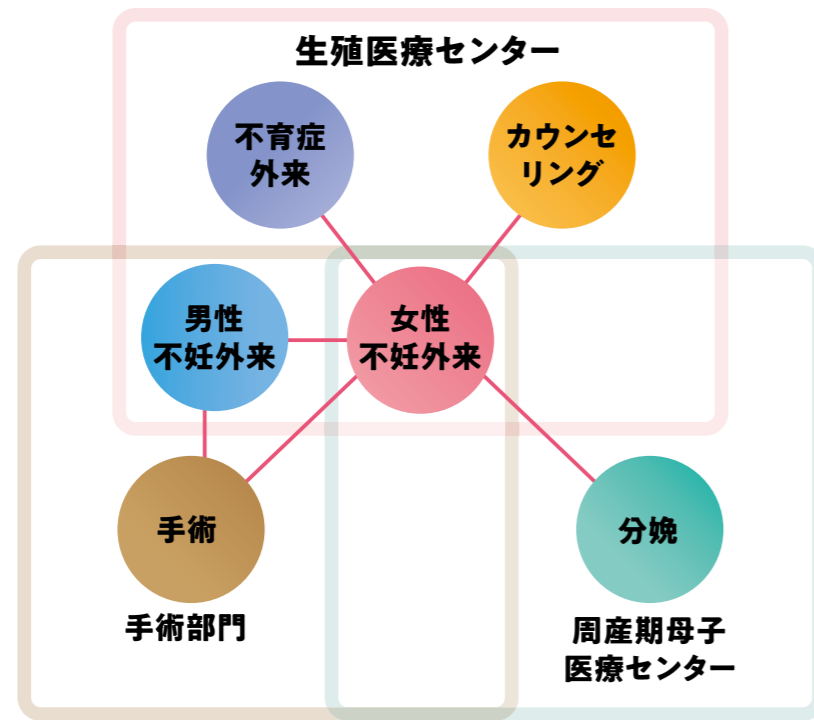 生殖医療センター
不育症
外来
カウンセ
リング
男性
不妊外来
女性
不妊外来
手術
分娩
手術部門
周産期母子
医療センター